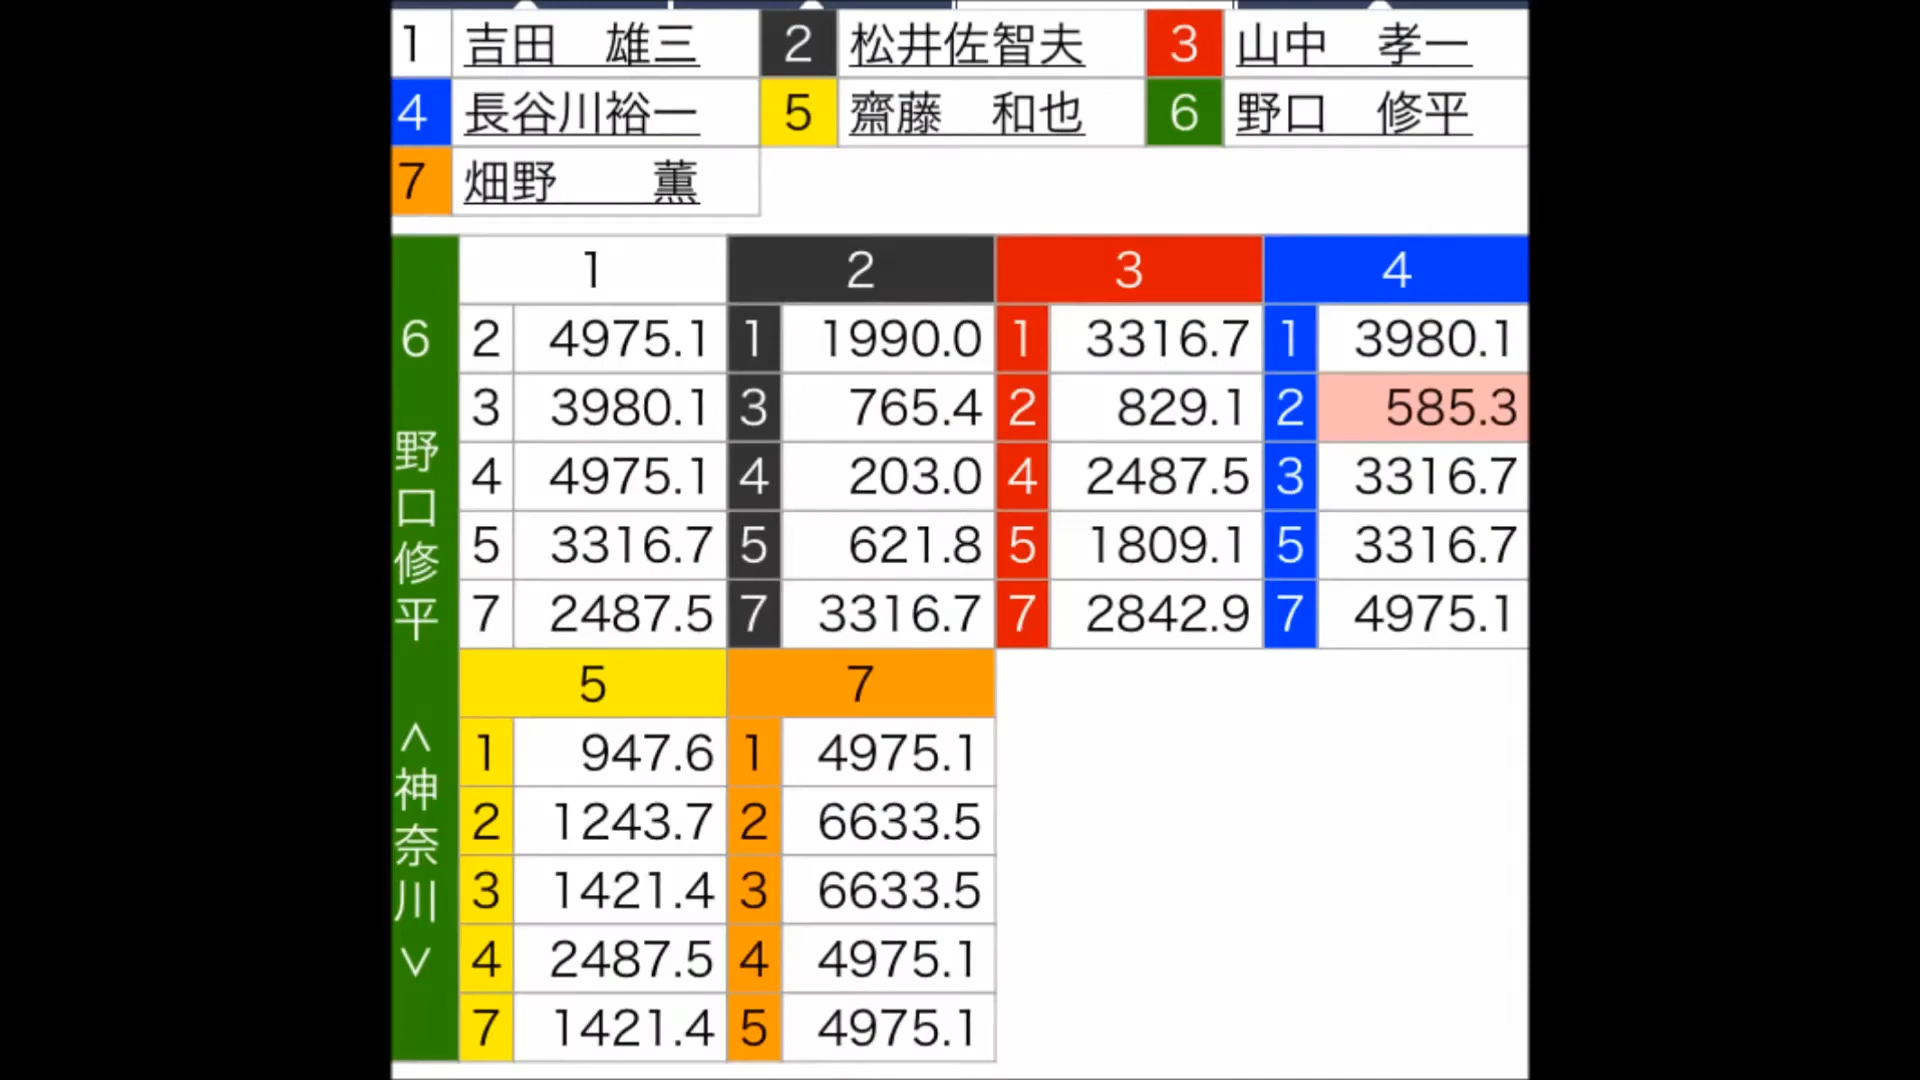 1 吉田 雄三 2 松井佐智夫 3 山中 孝一
4 長谷川裕一 5 齋藤 和也 6 野口 修平
7 畑野 薫
6 野口修平 <神奈川>
1 2 3 4
2 4975.1 1 1990.0 1 3316.7 1 3980.1
3 3980.1 3 765.4 2 829.1 2 585.3
4 4975.1 4 203.0 4 2487.5 3 3316.7
5 3316.7 5 621.8 5 1809.1 5 3316.7
7 2487.5 7 3316.7 7 2842.9 7 4975.1
5 7
1 947.6 1 4975.1
2 1243.7 2 6633.5
3 1421.4 3 6633.5
4 2487.5 4 4975.1
7 1421.4 5 4975.1